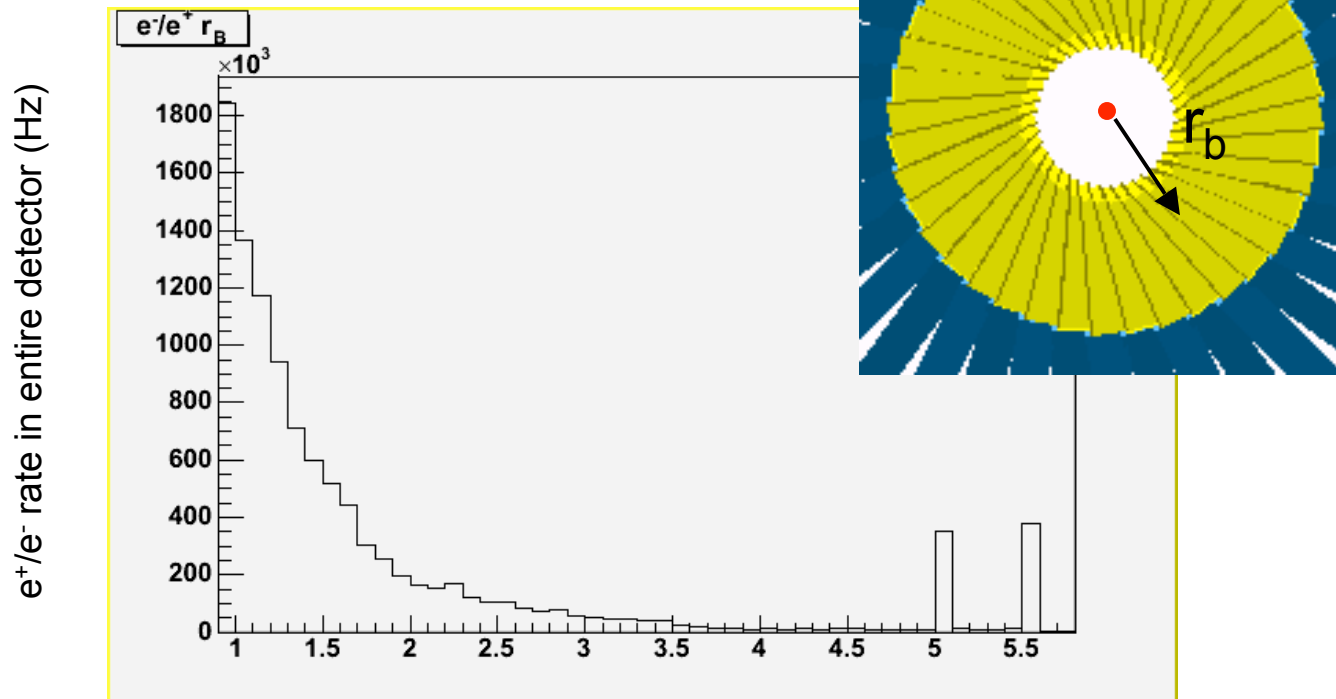 e⁻/e⁺ r_B
×10³
e⁺/e⁻ rate in entire detector (Hz)
1800
1600
1400
1200
1000
800
600
400
200
0
1 1.5 2 2.5 3 3.5 4 4.5 5 5.5
r_b